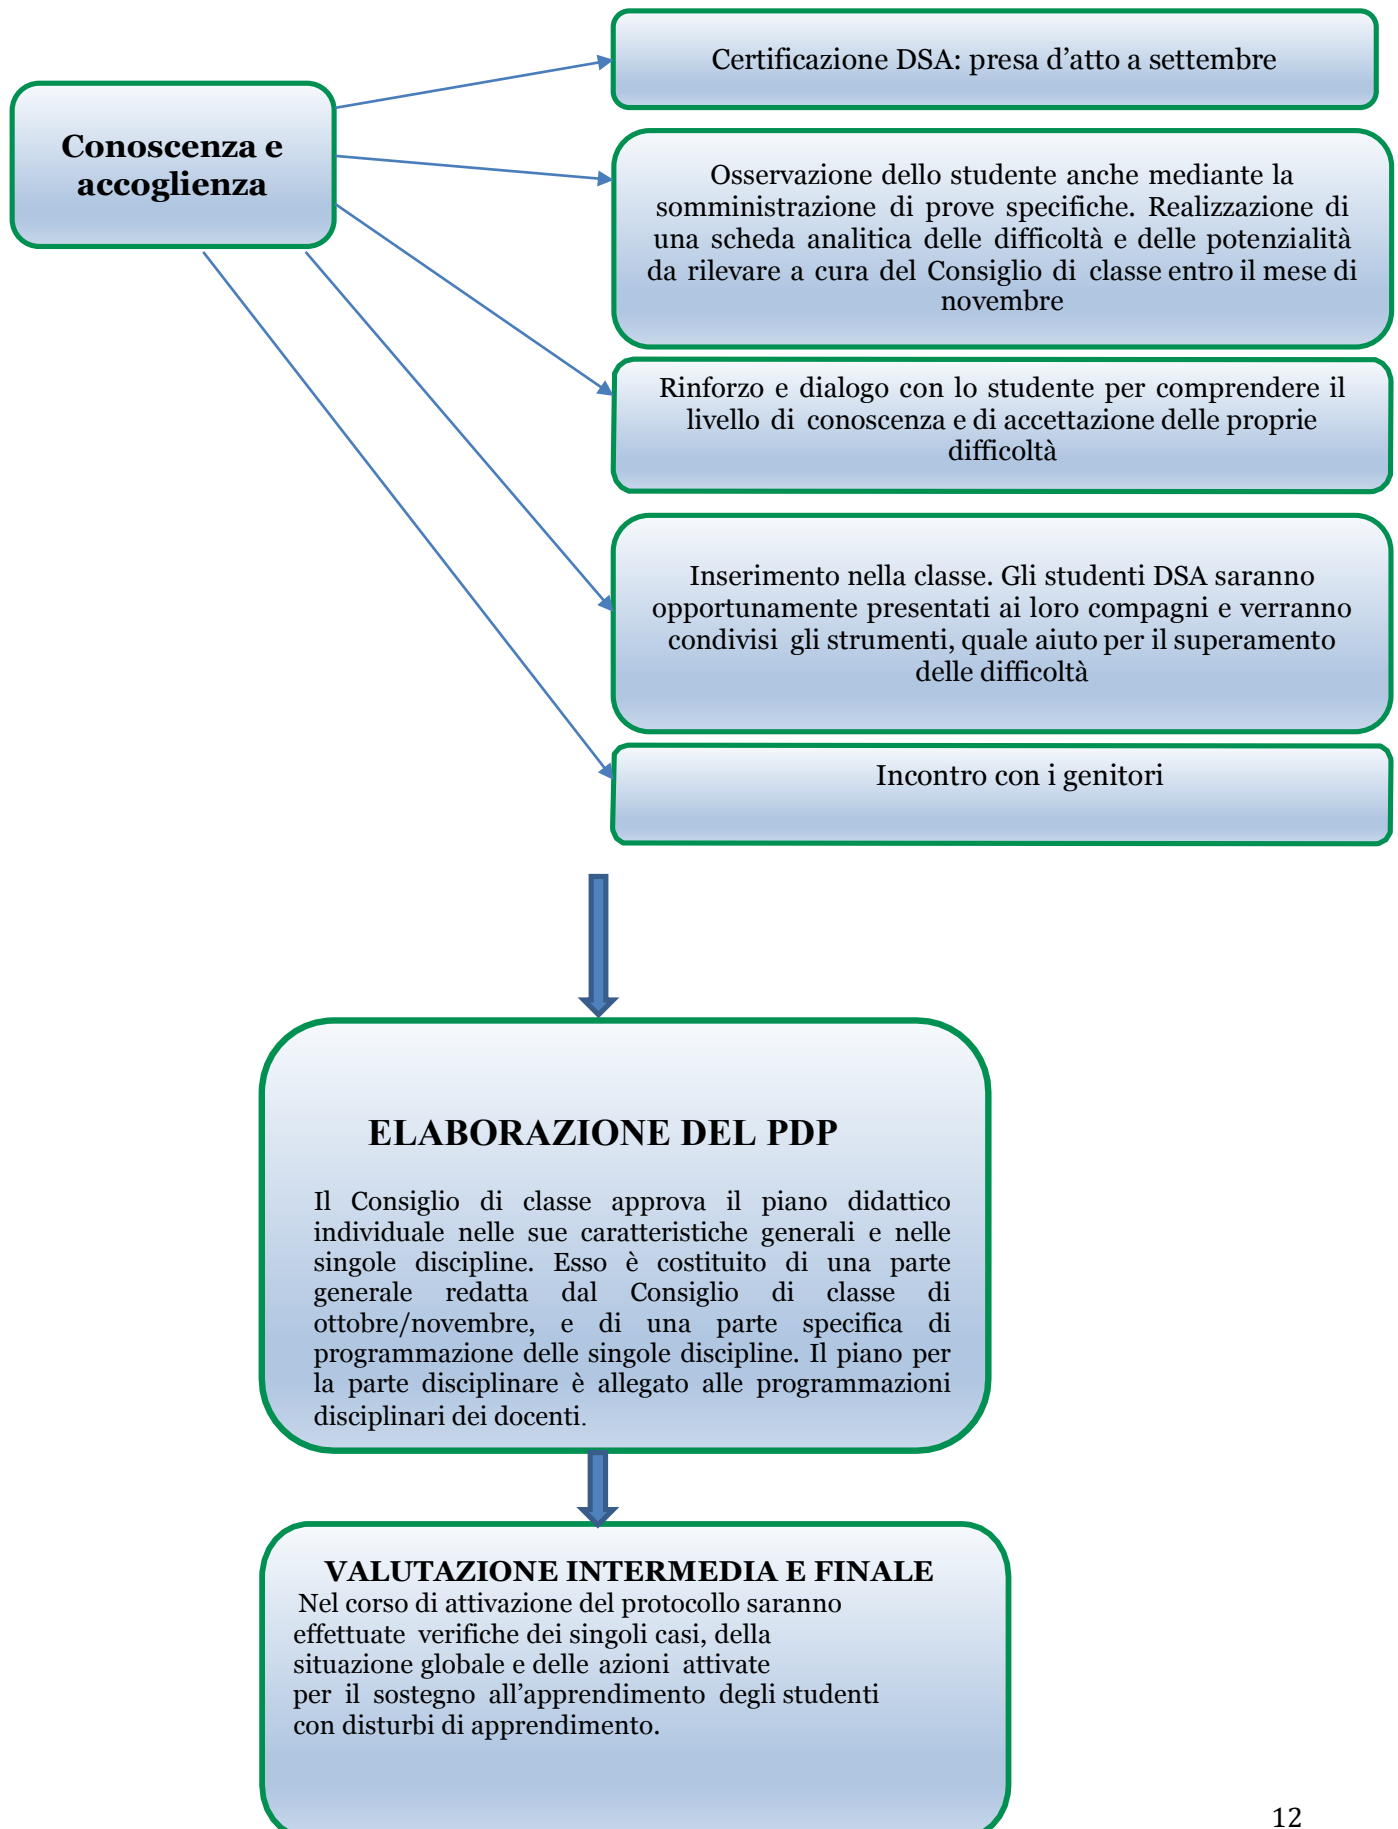 Certificazione DSA: presa d’atto a settembre
Conoscenza e
accoglienza
Osservazione dello studente anche mediante la
somministrazione di prove specifiche. Realizzazione di
una scheda analitica delle difficoltà e delle potenzialità
da rilevare a cura del Consiglio di classe entro il mese di
novembre
Rinforzo e dialogo con lo studente per comprendere il
livello di conoscenza e di accettazione delle proprie
difficoltà
Inserimento nella classe. Gli studenti DSA saranno
opportunamente presentati ai loro compagni e verranno
condivisi gli strumenti, quale aiuto per il superamento
delle difficoltà
Incontro con i genitori
ELABORAZIONE DEL PDP
Il Consiglio di classe approva il piano didattico
individuale nelle sue caratteristiche generali e nelle
singole discipline. Esso è costituito di una parte
generale redatta dal Consiglio di classe di
ottobre/novembre, e di una parte specifica di
programmazione delle singole discipline. Il piano per
la parte disciplinare è allegato alle programmazioni
disciplinari dei docenti.
VALUTAZIONE INTERMEDIA E FINALE
Nel corso di attivazione del protocollo saranno
effettuate verifiche dei singoli casi, della
situazione globale e delle azioni attivate
per il sostegno all’apprendimento degli studenti
con disturbi di apprendimento.
12